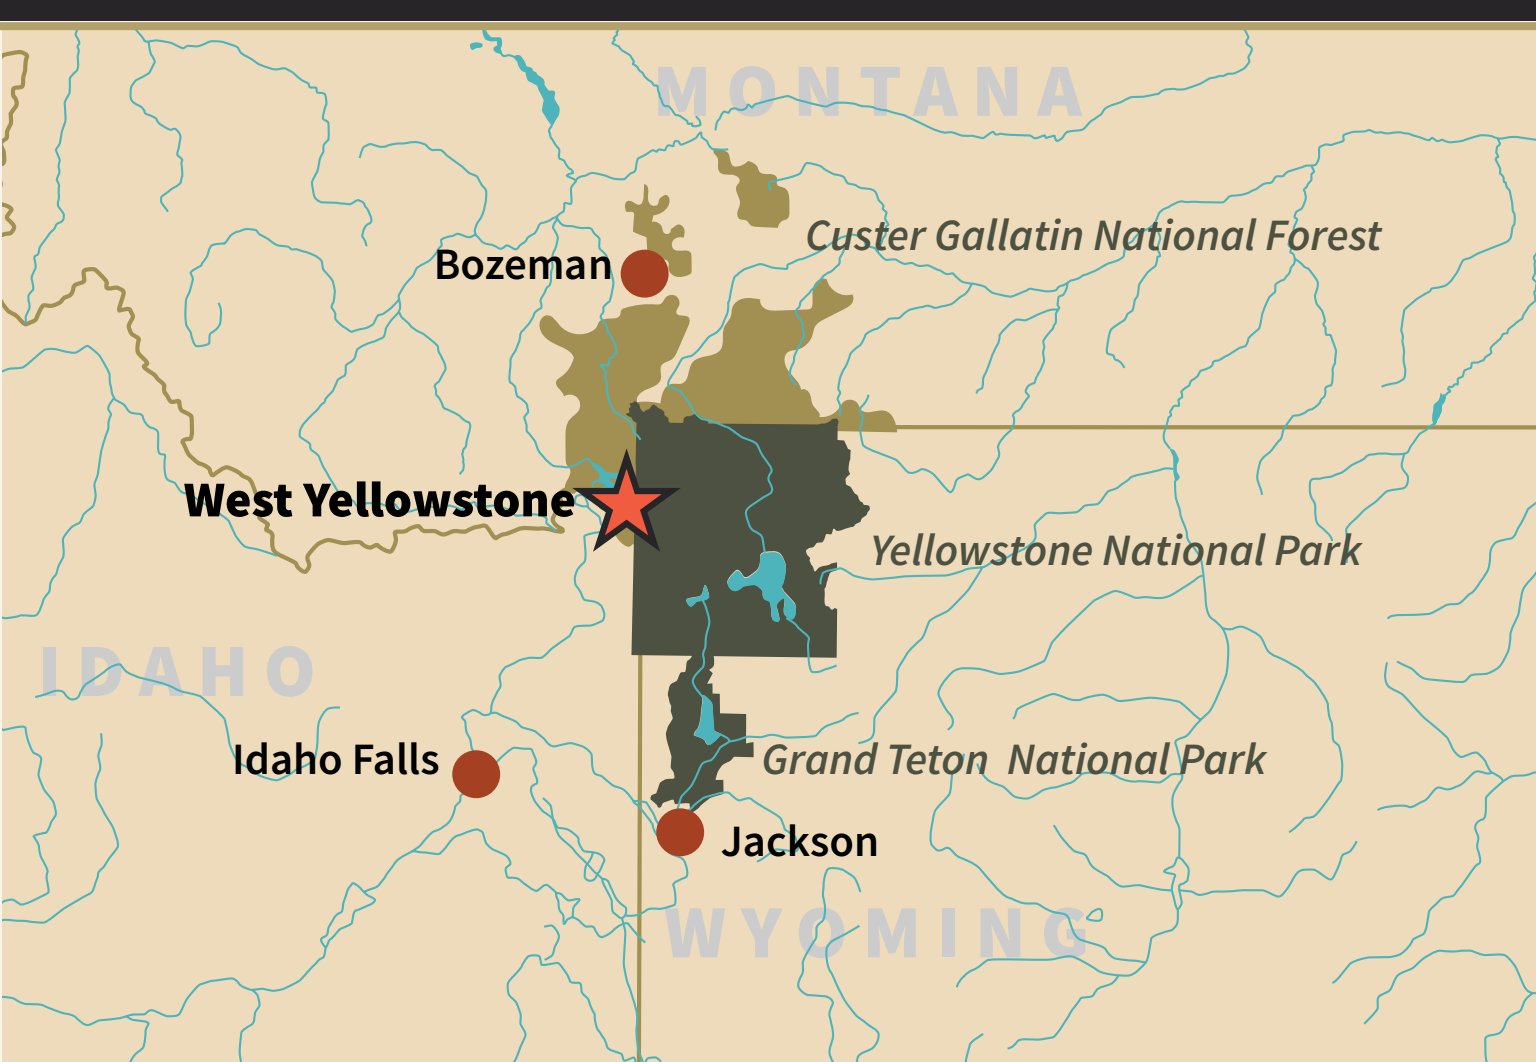 MONTANA
Custer Gallatin National Forest
Bozeman
West Yellowstone
Yellowstone National Park
IDAHO
Idaho Falls
Grand Teton National Park
Jackson
WYOMING